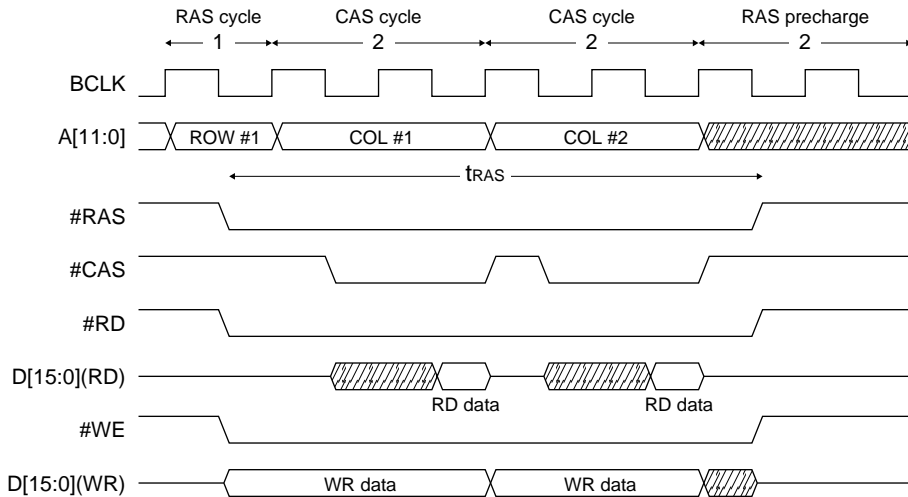 RAS cycle CAS cycle CAS cycle RAS precharge
1 2 2 2
BCLK
A[11:0] ROW #1 COL #1 COL #2
tRAS
#RAS
#CAS
#RD
D[15:0](RD)
RD data RD data
#WE
D[15:0](WR) WR data WR data